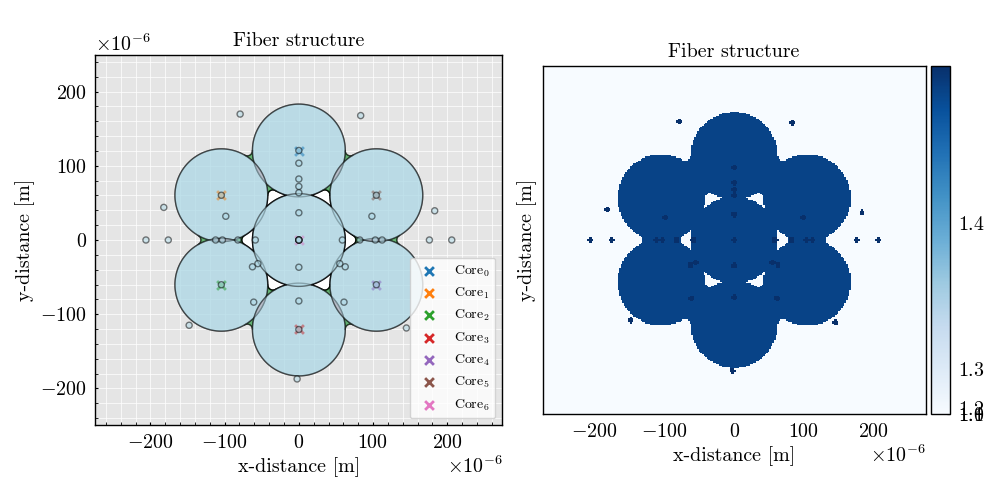 Fiber structure
×10⁻⁶
200
100
0
−100
−200
y-distance [m]
−200 −100 0 100 200
x-distance [m]
×10⁻⁶
Core₀
Core₁
Core₂
Core₃
Core₄
Core₅
Core₆
Fiber structure
y-distance [m]
−200 −100 0 100 200
x-distance [m]
×10⁻⁶
1.4
1.3